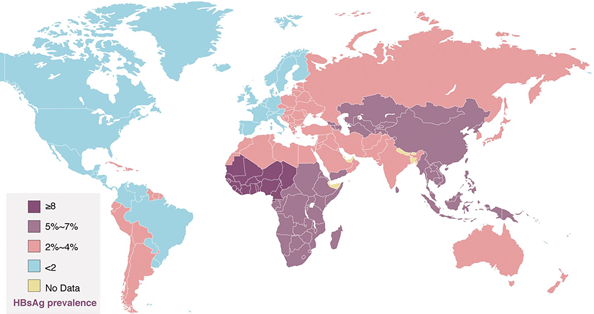 ≥8
5%~7%
2%~4%
<2
No Data
HBsAg prevalence